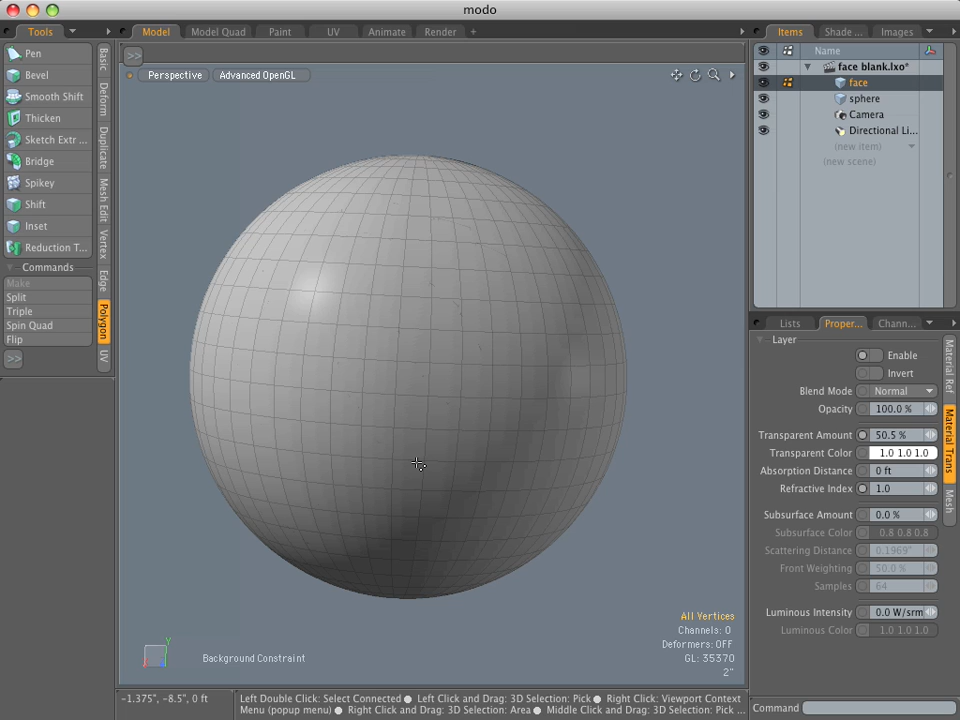 modo
Tools
Model
Model Quad
Paint
UV
Animate
Render
+
Items
Shade ...
Images
Pen
Bevel
Smooth Shift
Thicken
Sketch Extr ...
Bridge
Spikey
Shift
Inset
Reduction T...
Commands
Make
Split
Triple
Spin Quad
Flip
>>
Basic
Deform
Duplicate
Mesh Edit
Vertex
Edge
Polygon
UV
>>
Perspective
Advanced OpenGL
All Vertices
Channels: 0
Deformers: OFF
GL: 35370
2"
Y
Background Constraint
Name
face blank.lxo*
face
sphere
Camera
Directional Li...
(new item)
(new scene)
Lists
Proper...
Chann...
Layer
Enable
Invert
Blend Mode Normal
Opacity 100.0 %
Transparent Amount 50.5 %
Transparent Color 1.0 1.0 1.0
Absorption Distance 0 ft
Refractive Index 1.0
Subsurface Amount 0.0 %
Subsurface Color 0.8 0.8 0.8
Scattering Distance 0.1969"
Front Weighting 50.0 %
Samples 64
Luminous Intensity 0.0 W/srm
Luminous Color 1.0 1.0 1.0
Material Ref
Material Trans
Mesh
-1.375", -8.5", 0 ft
Left Double Click: Select Connected ● Left Click and Drag: 3D Selection: Pick ● Right Click: Viewport Context
Menu (popup menu) ● Right Click and Drag: 3D Selection: Area ● Middle Click and Drag: 3D Selection: Pick ...
Command